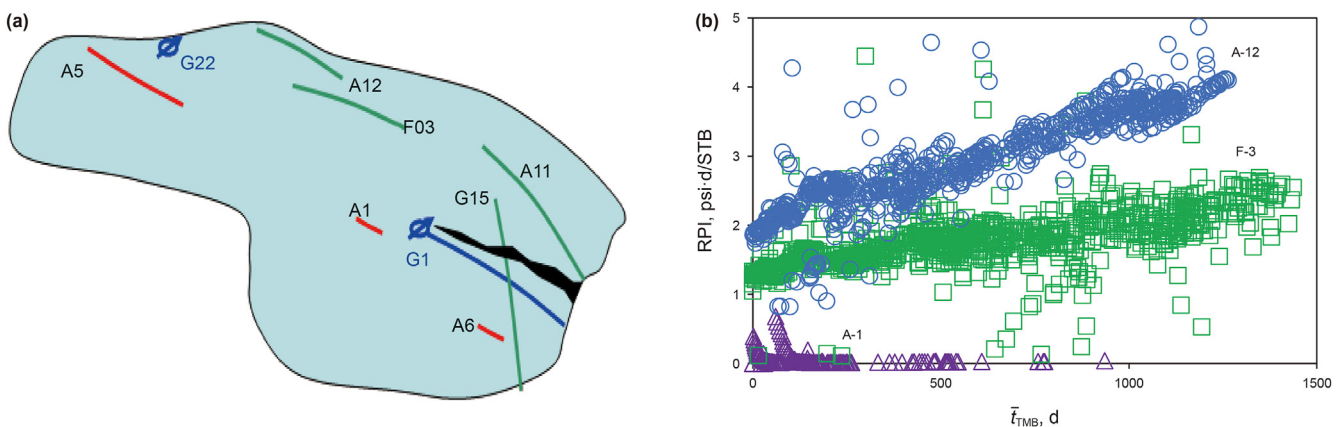 (a)
A5
G22
A12
F03
A11
G15
A1
G1
A6
(b)
RPI, psi·d/STB
5
4
3
2
1
0
A-12
F-3
A-1
0
500
1000
1500
t̄TMB, d